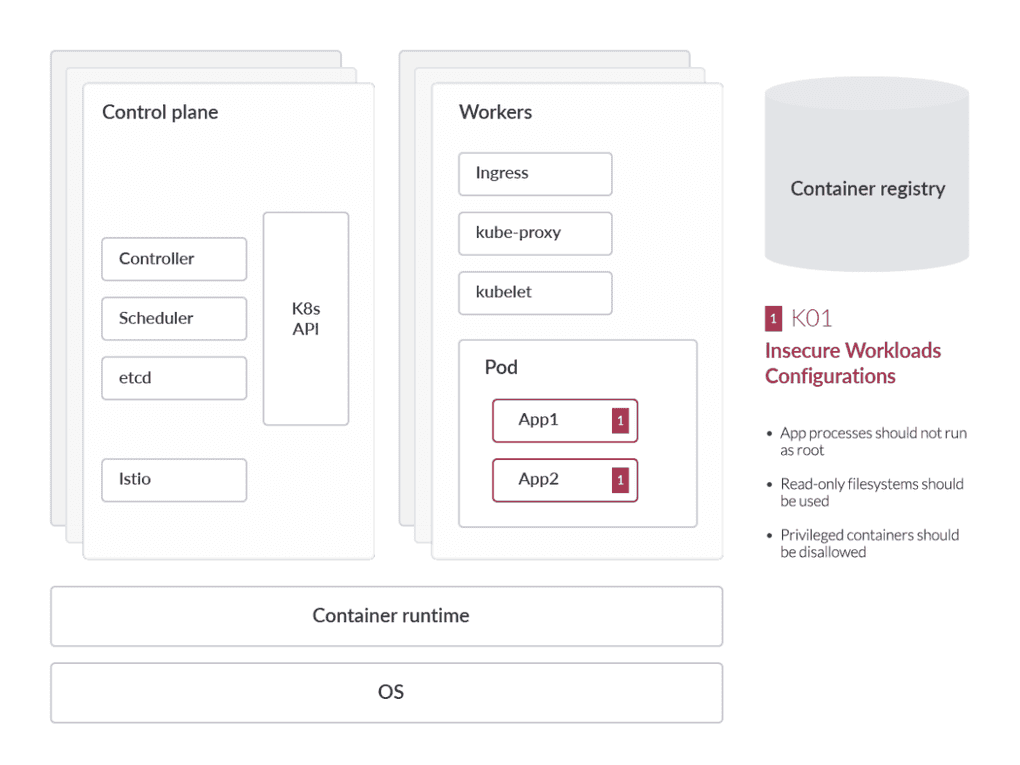 Control plane
Controller
Scheduler
etcd
Istio
K8s
API
Workers
Ingress
kube-proxy
kubelet
Pod
App1 1
App2 1
Container registry
1 K01
Insecure Workloads
Configurations
• App processes should not run
as root
• Read-only filesystems should
be used
• Privileged containers should
be disallowed
Container runtime
OS